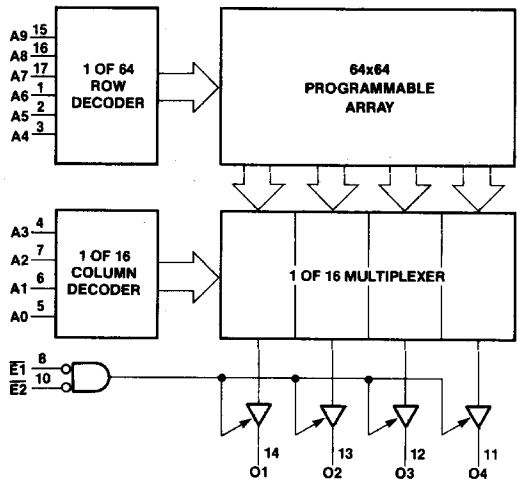 A9 15
A8 16
A7 17
A6 1
A5 2
A4 3
1 OF 64
ROW
DECODER
64x64
PROGRAMMABLE
ARRAY
A3 4
A2 7
A1 6
A0 5
1 OF 16
COLUMN
DECODER
1 OF 16 MULTIPLEXER
E1 8
E2 10
14 13 12 11
O1 O2 O3 O4